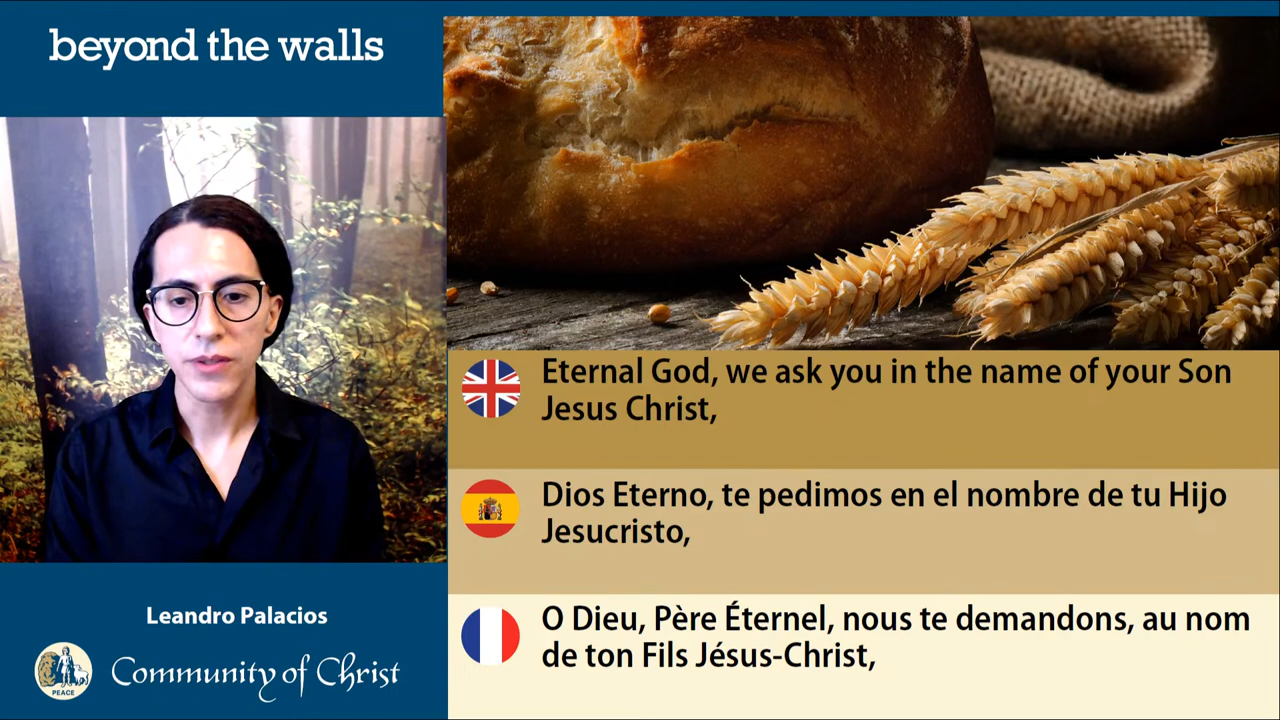 beyond the walls
Leandro Palacios
PEACE
Community of Christ
Eternal God, we ask you in the name of your Son
Jesus Christ,
Dios Eterno, te pedimos en el nombre de tu Hijo
Jesucristo,
O Dieu, Père Éternel, nous te demandons, au nom
de ton Fils Jésus-Christ,